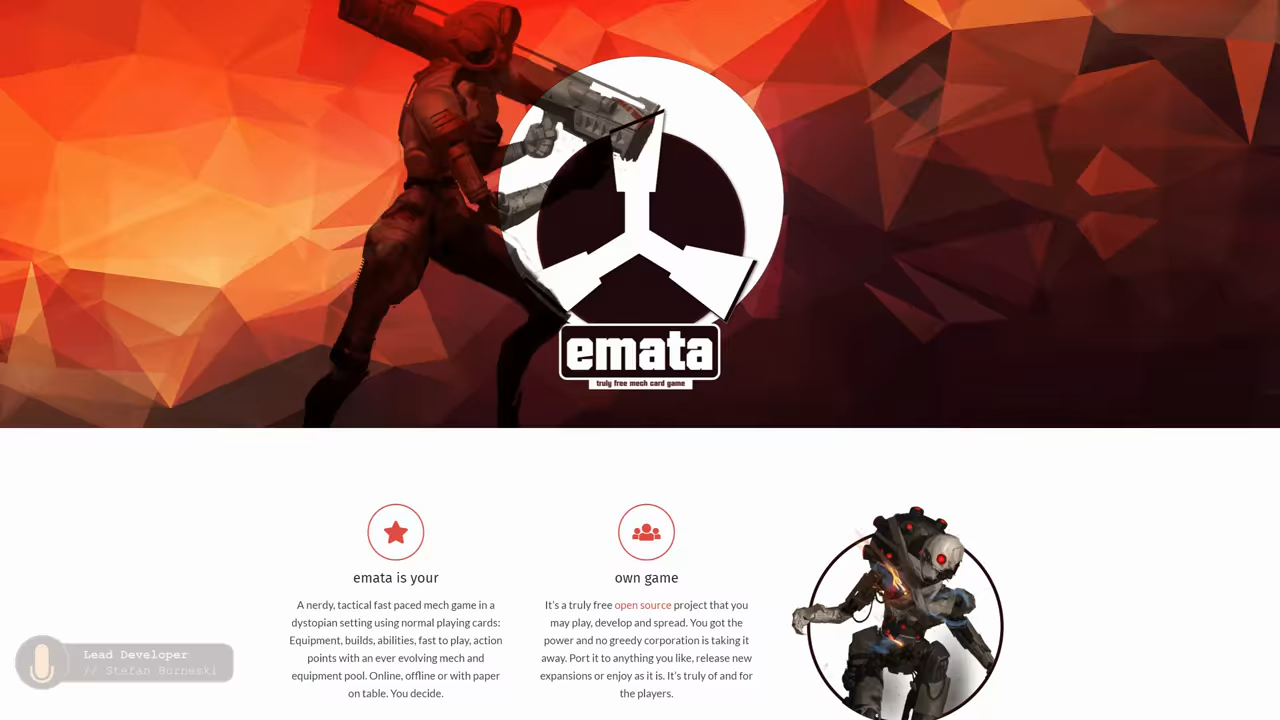 emata
truly free mech card game
emata is your
A nerdy, tactical fast paced mech game in a
dystopian setting using normal playing cards:
Equipment, builds, abilities, fast to play, action
points with an ever evolving mech and
equipment pool. Online, offline or with paper
on table. You decide.
own game
It's a truly free open source project that you
may play, develop and spread. You got the
power and no greedy corporation is taking it
away. Port it to anything you like, release new
expansions or enjoy as it is. It's truly of and for
the players.
Lead Developer
// Stefan Burneski